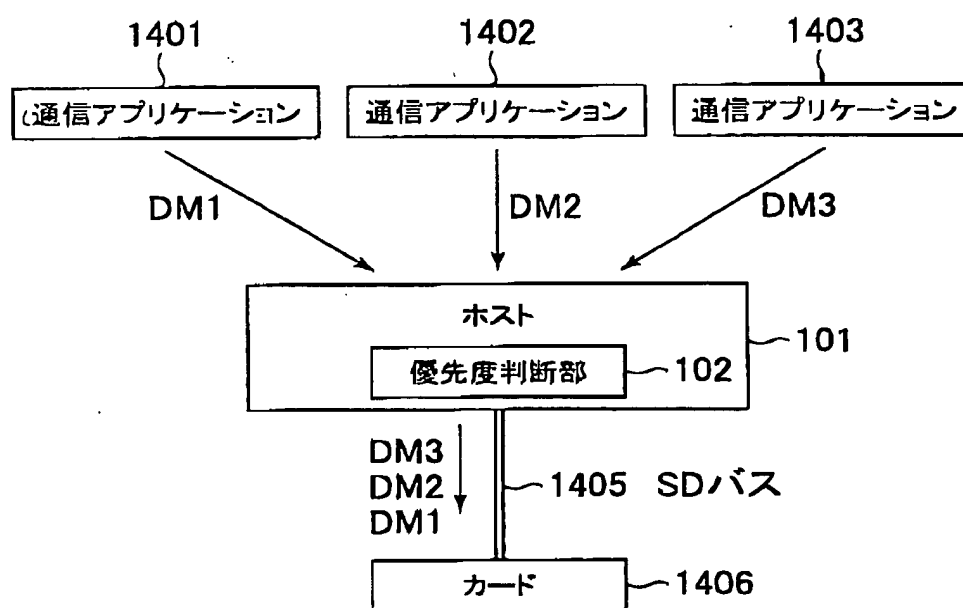 1401
1402
1403
通信アプリケーション
通信アプリケーション
通信アプリケーション
DM1
DM2
DM3
ホスト
101
優先度判断部
102
DM3
DM2
DM1
1405 SDバス
カード
1406